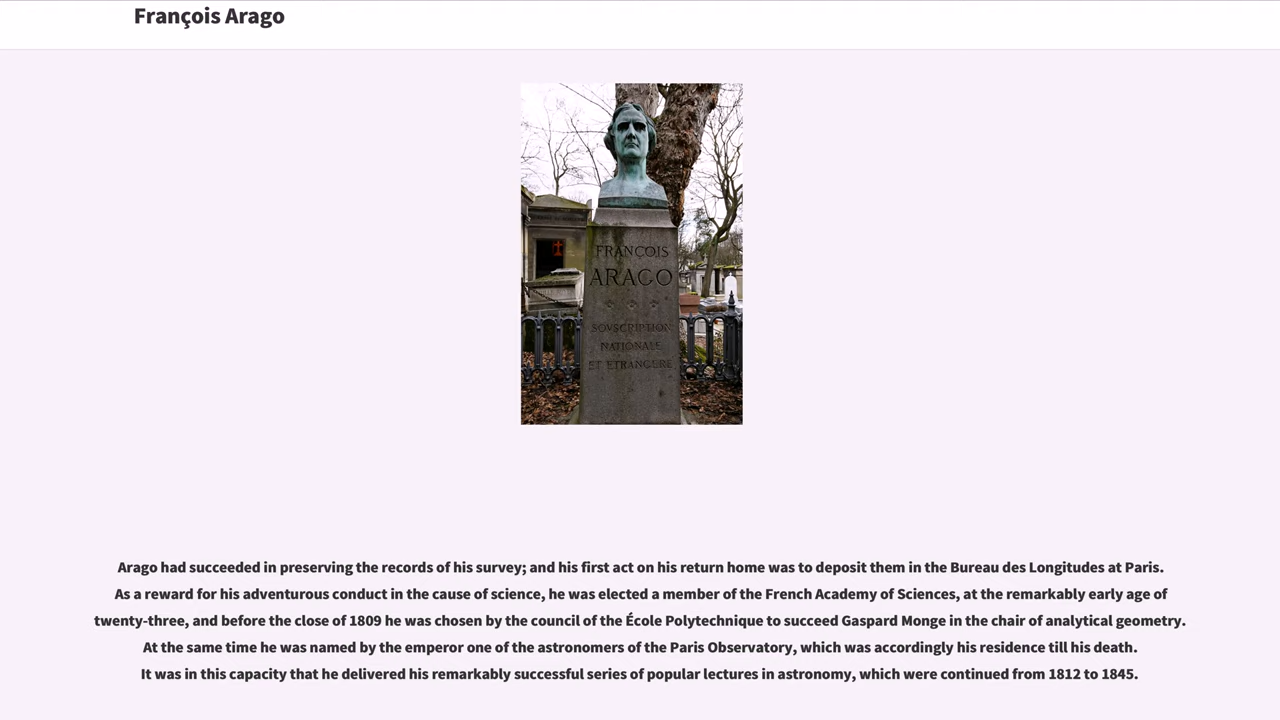 François Arago
FRANÇOIS
ARAGO
SOVSCRIPTION
NATIONALE
ET ETRANGERE
Arago had succeeded in preserving the records of his survey; and his first act on his return home was to deposit them in the Bureau des Longitudes at Paris.
As a reward for his adventurous conduct in the cause of science, he was elected a member of the French Academy of Sciences, at the remarkably early age of
twenty-three, and before the close of 1809 he was chosen by the council of the École Polytechnique to succeed Gaspard Monge in the chair of analytical geometry.
At the same time he was named by the emperor one of the astronomers of the Paris Observatory, which was accordingly his residence till his death.
It was in this capacity that he delivered his remarkably successful series of popular lectures in astronomy, which were continued from 1812 to 1845.